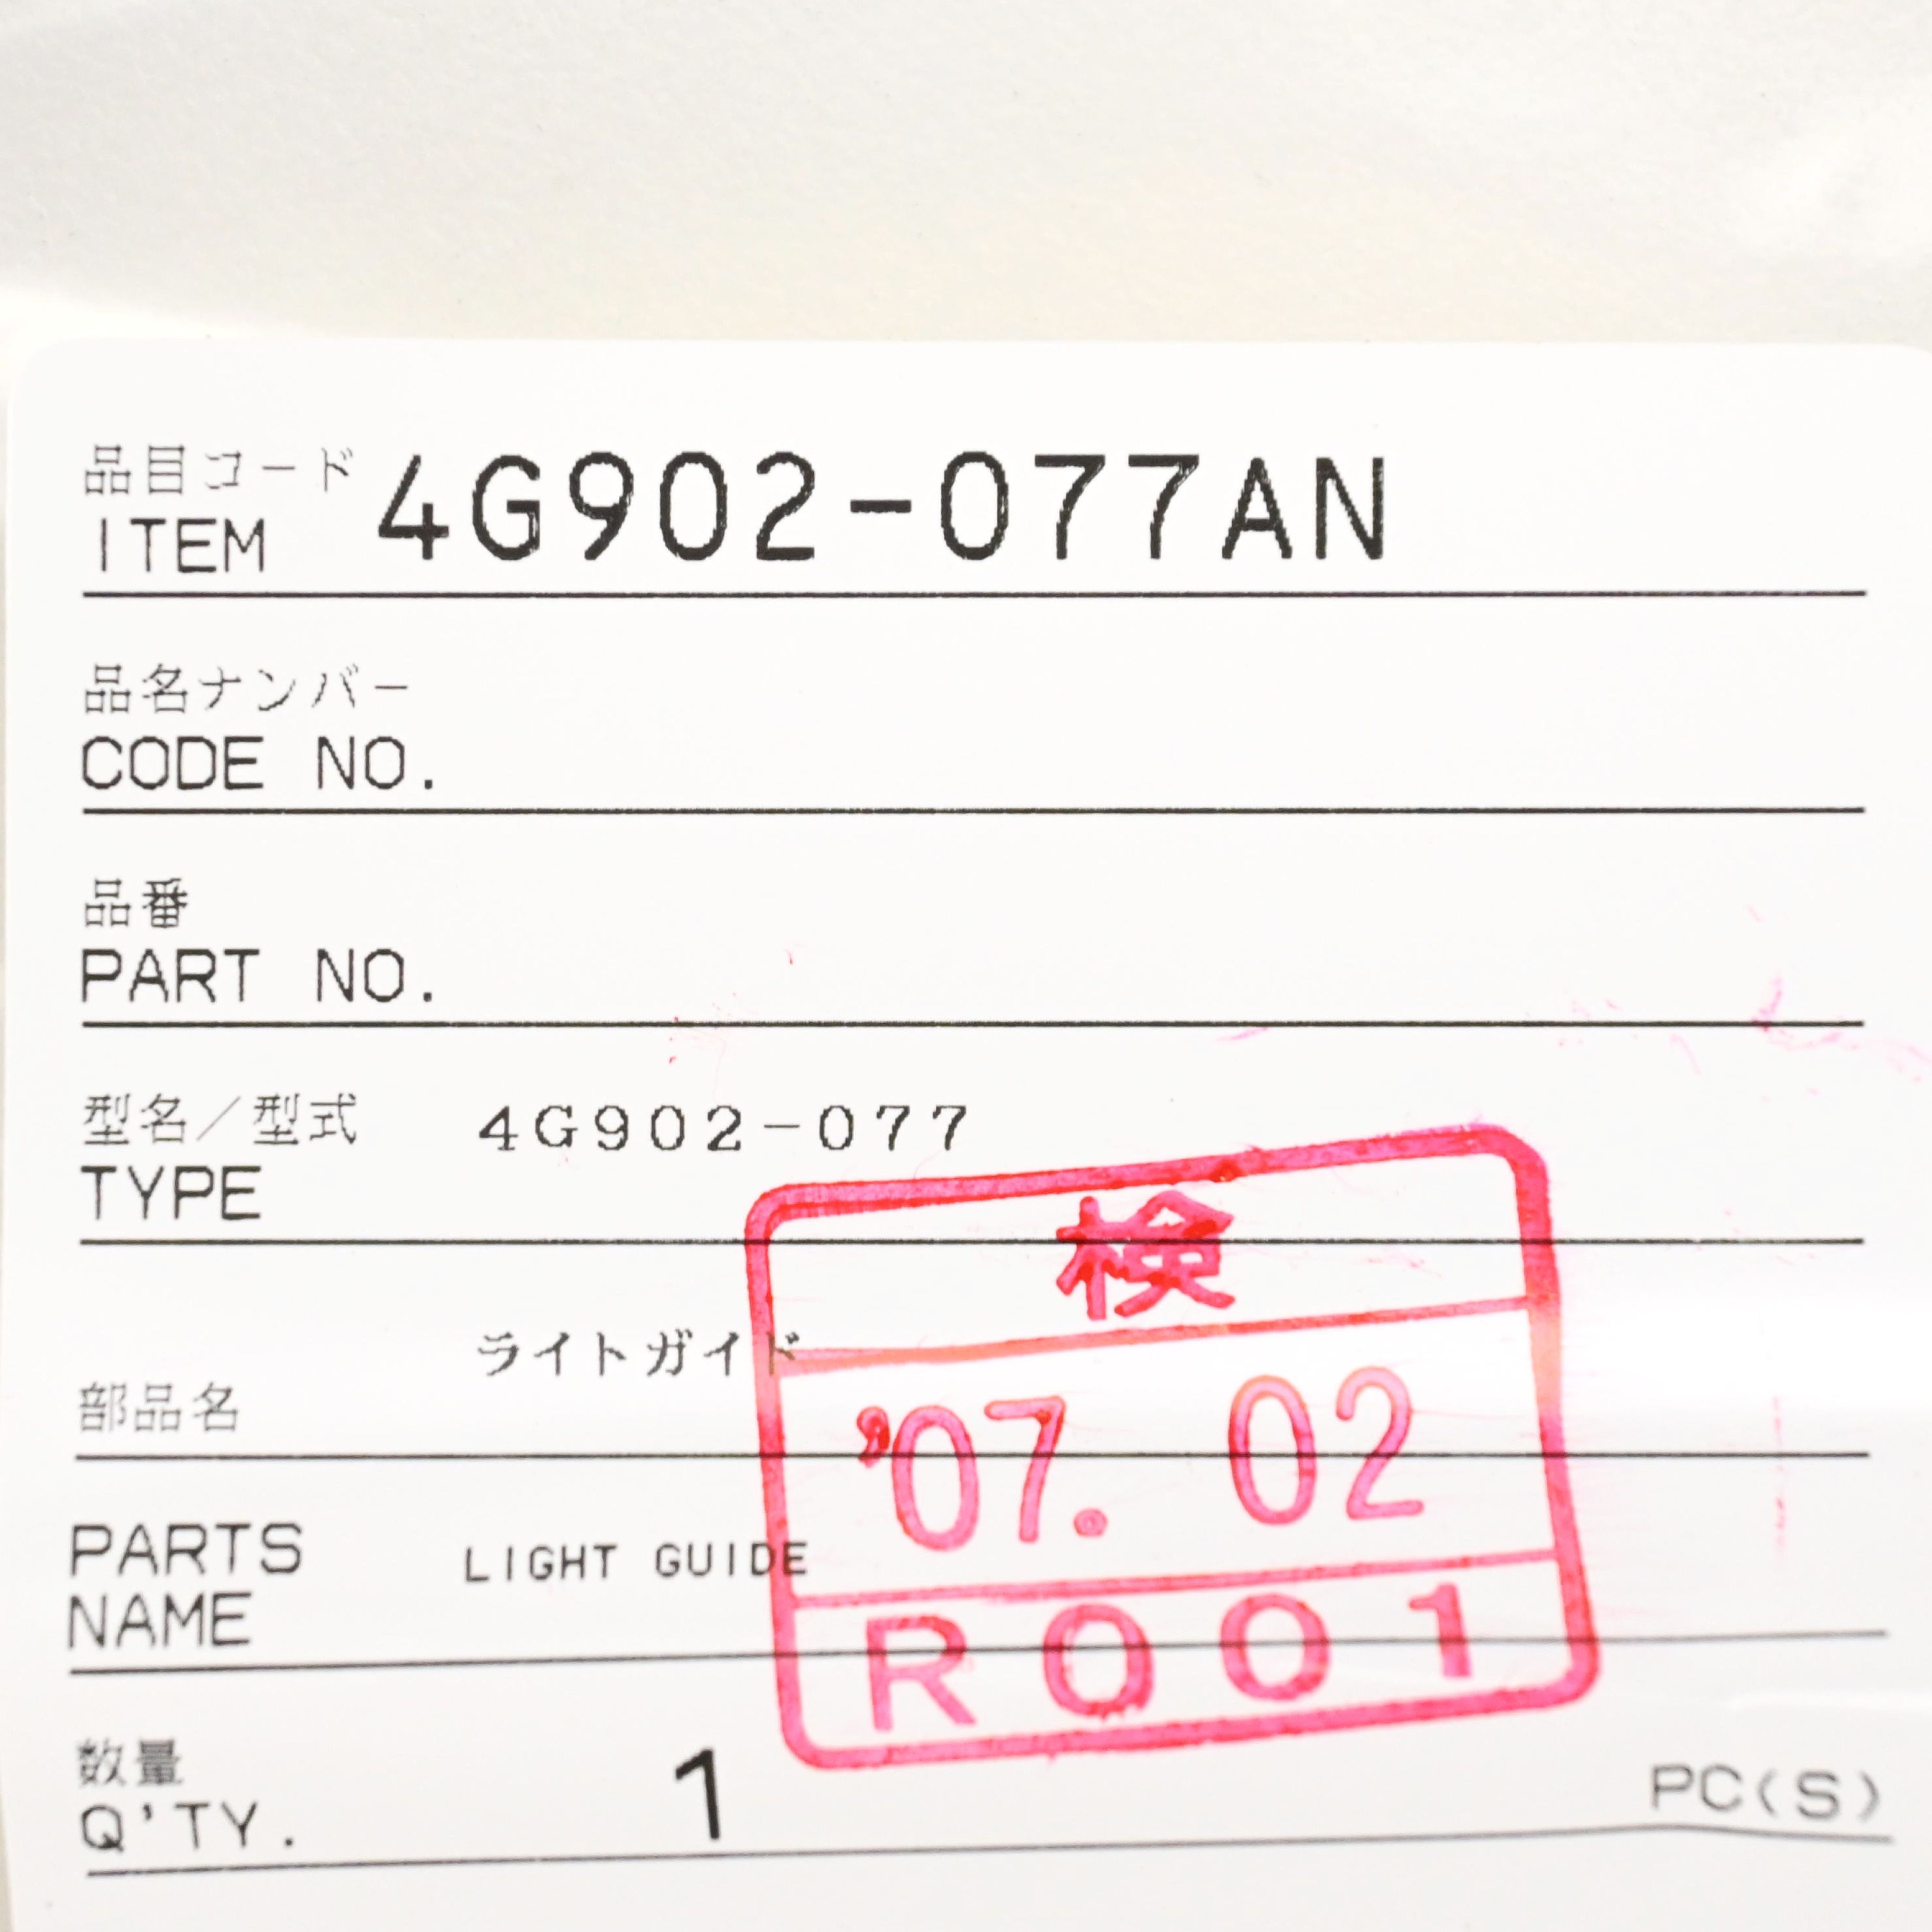 品目コード
ITEM 4G902-077AN
品名ナンバー
CODE NO.
品番
PART NO.
型名／型式 4G902-077
TYPE
検
ライトガイド
部品名
'07. 02
PARTS NAME LIGHT GUIDE
R001
数量
Q'TY. 1 PC(S)